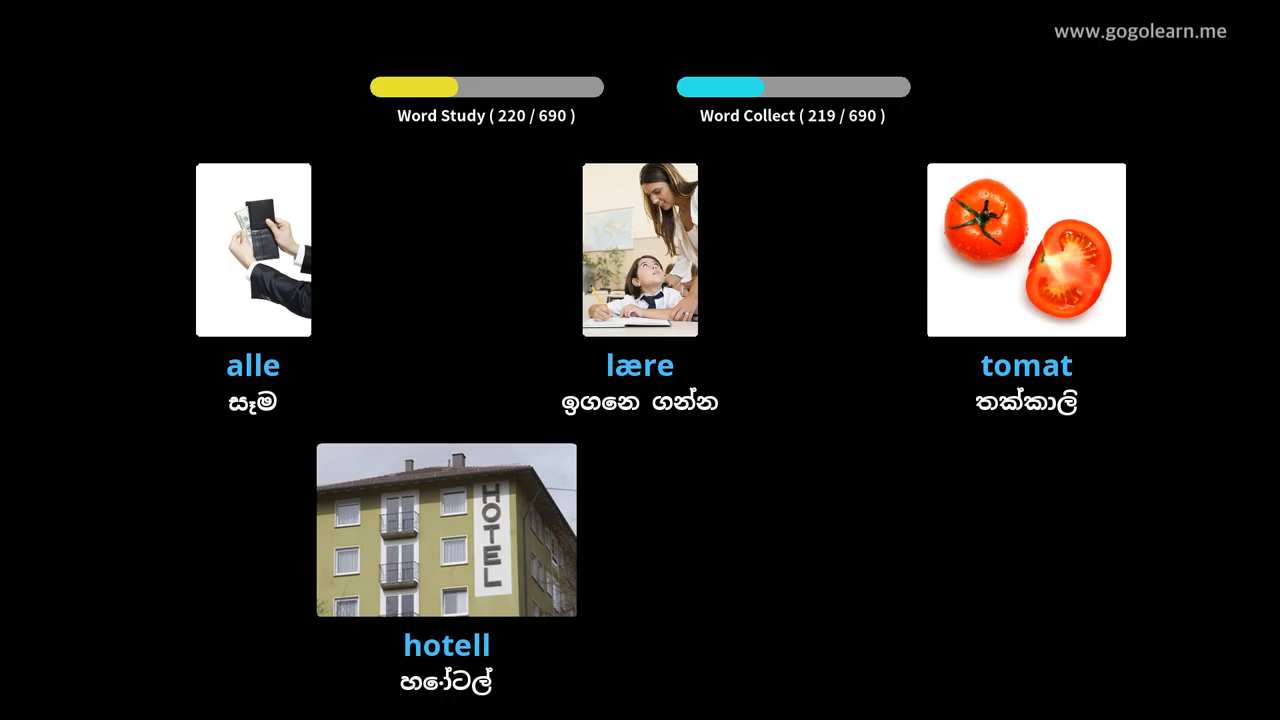 www.gogolearn.me
Word Study ( 220 / 690 )
Word Collect ( 219 / 690 )
alle
සෑම
lære
ඉගනෙ ගන්න
tomat
තක්කාලි
HOTEL
hotell
හෝටල්